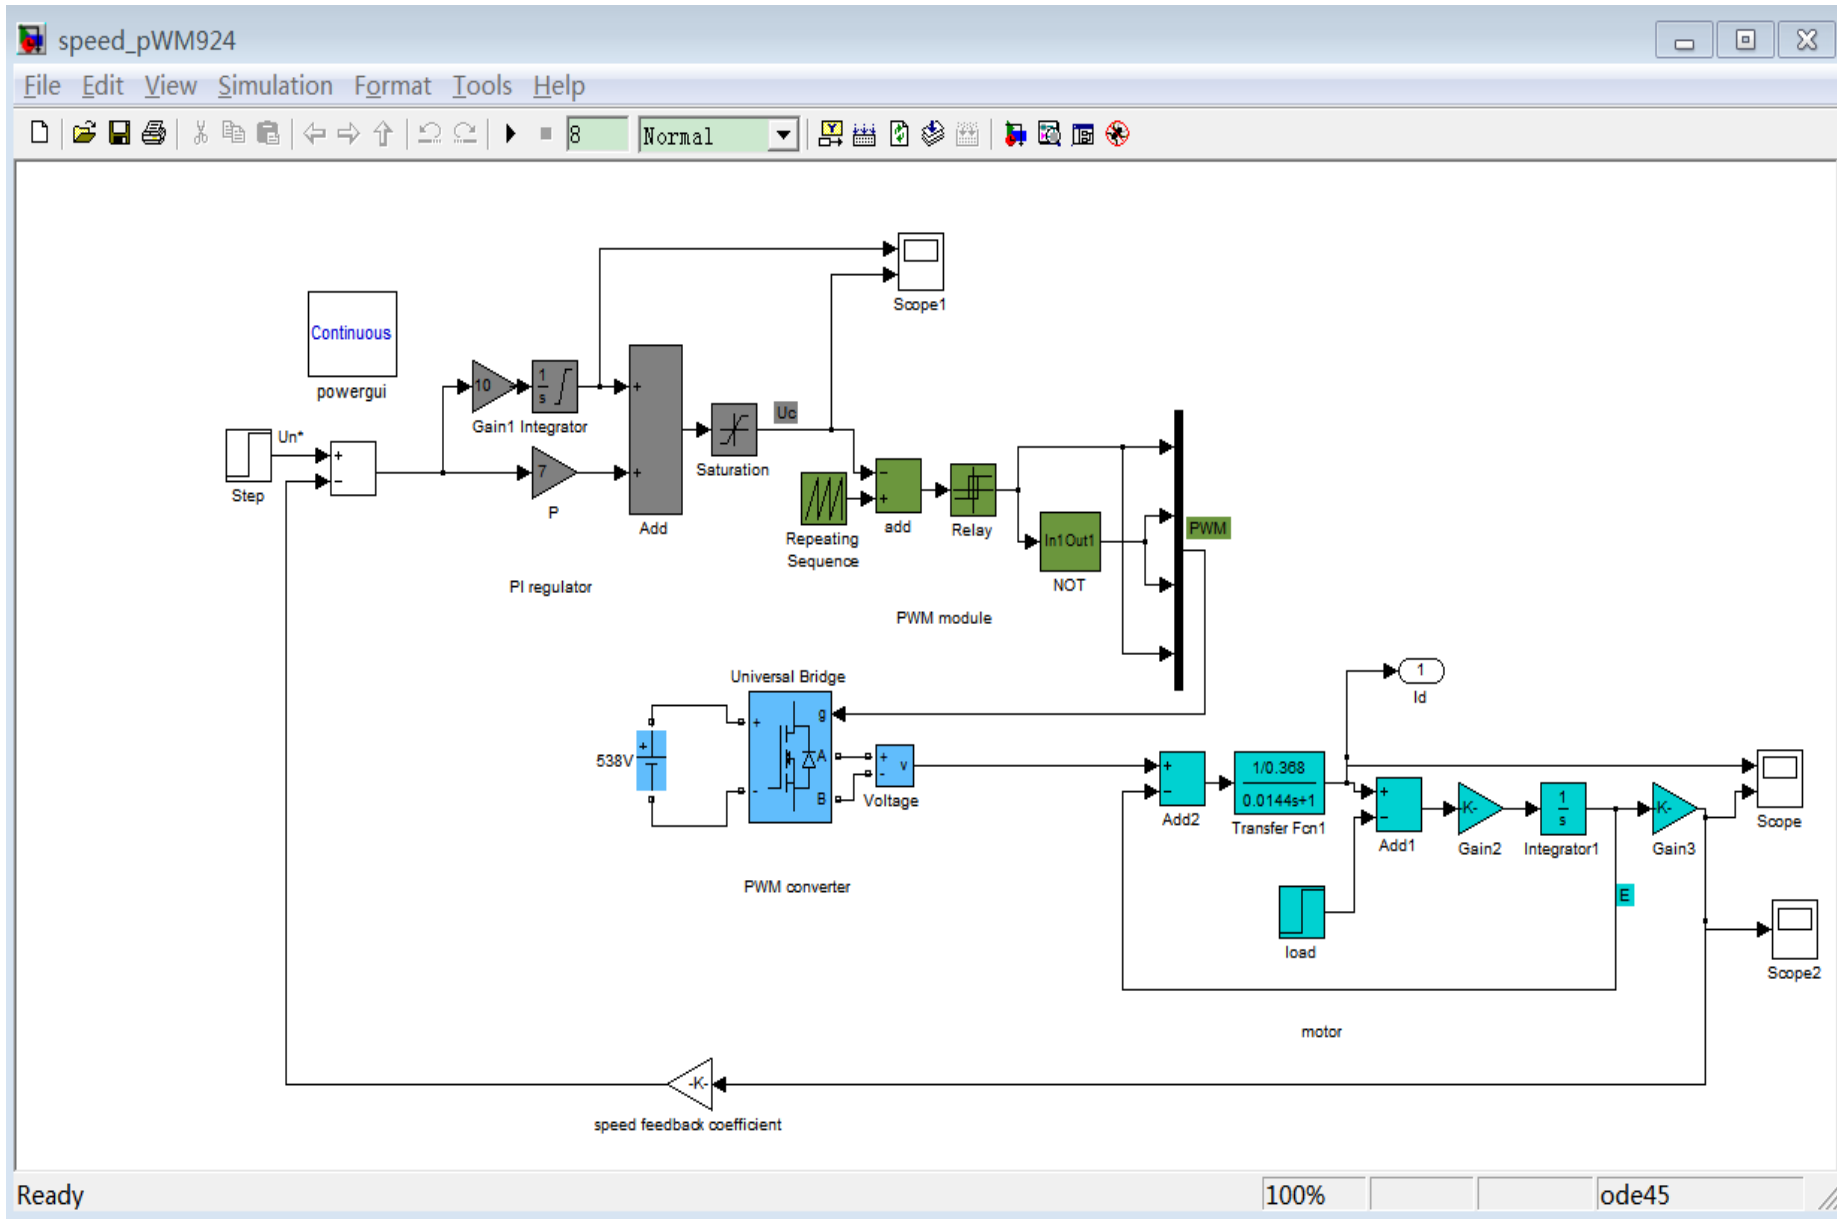 speed_pWM924
File Edit View Simulation Format Tools Help
8 Normal
Scope1
Continuous
powergui
10
1
s
Gain1 Integrator
+
Un*
+
-
Step
7
P
+
Add
Saturation
Uc
Repeating
Sequence
-
+
add
Relay
In1Out1
NOT
PWM
PI regulator
PWM module
Universal Bridge
538V
+
+
-
g
A
B
+
-
v
Voltage
PWM converter
+
-
Add2
1/0.368
0.0144s+1
Transfer Fcn1
1
Id
+
-
Add1
-K-
Gain2
1
s
Integrator1
-K-
Gain3
Scope
E
load
Scope2
motor
-K-
speed feedback coefficient
Ready 100% ode45